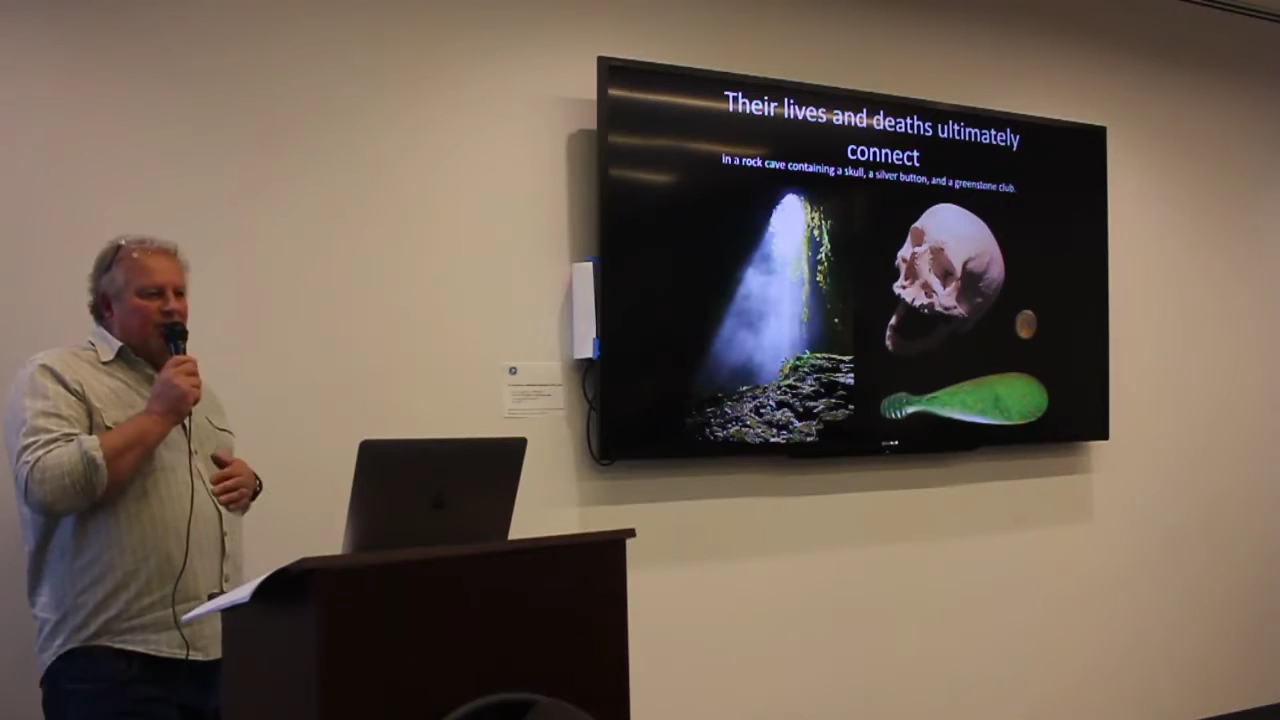 Their lives and deaths ultimately
connect
In a rock cave containing a skull, a silver button, and a greenstone club.